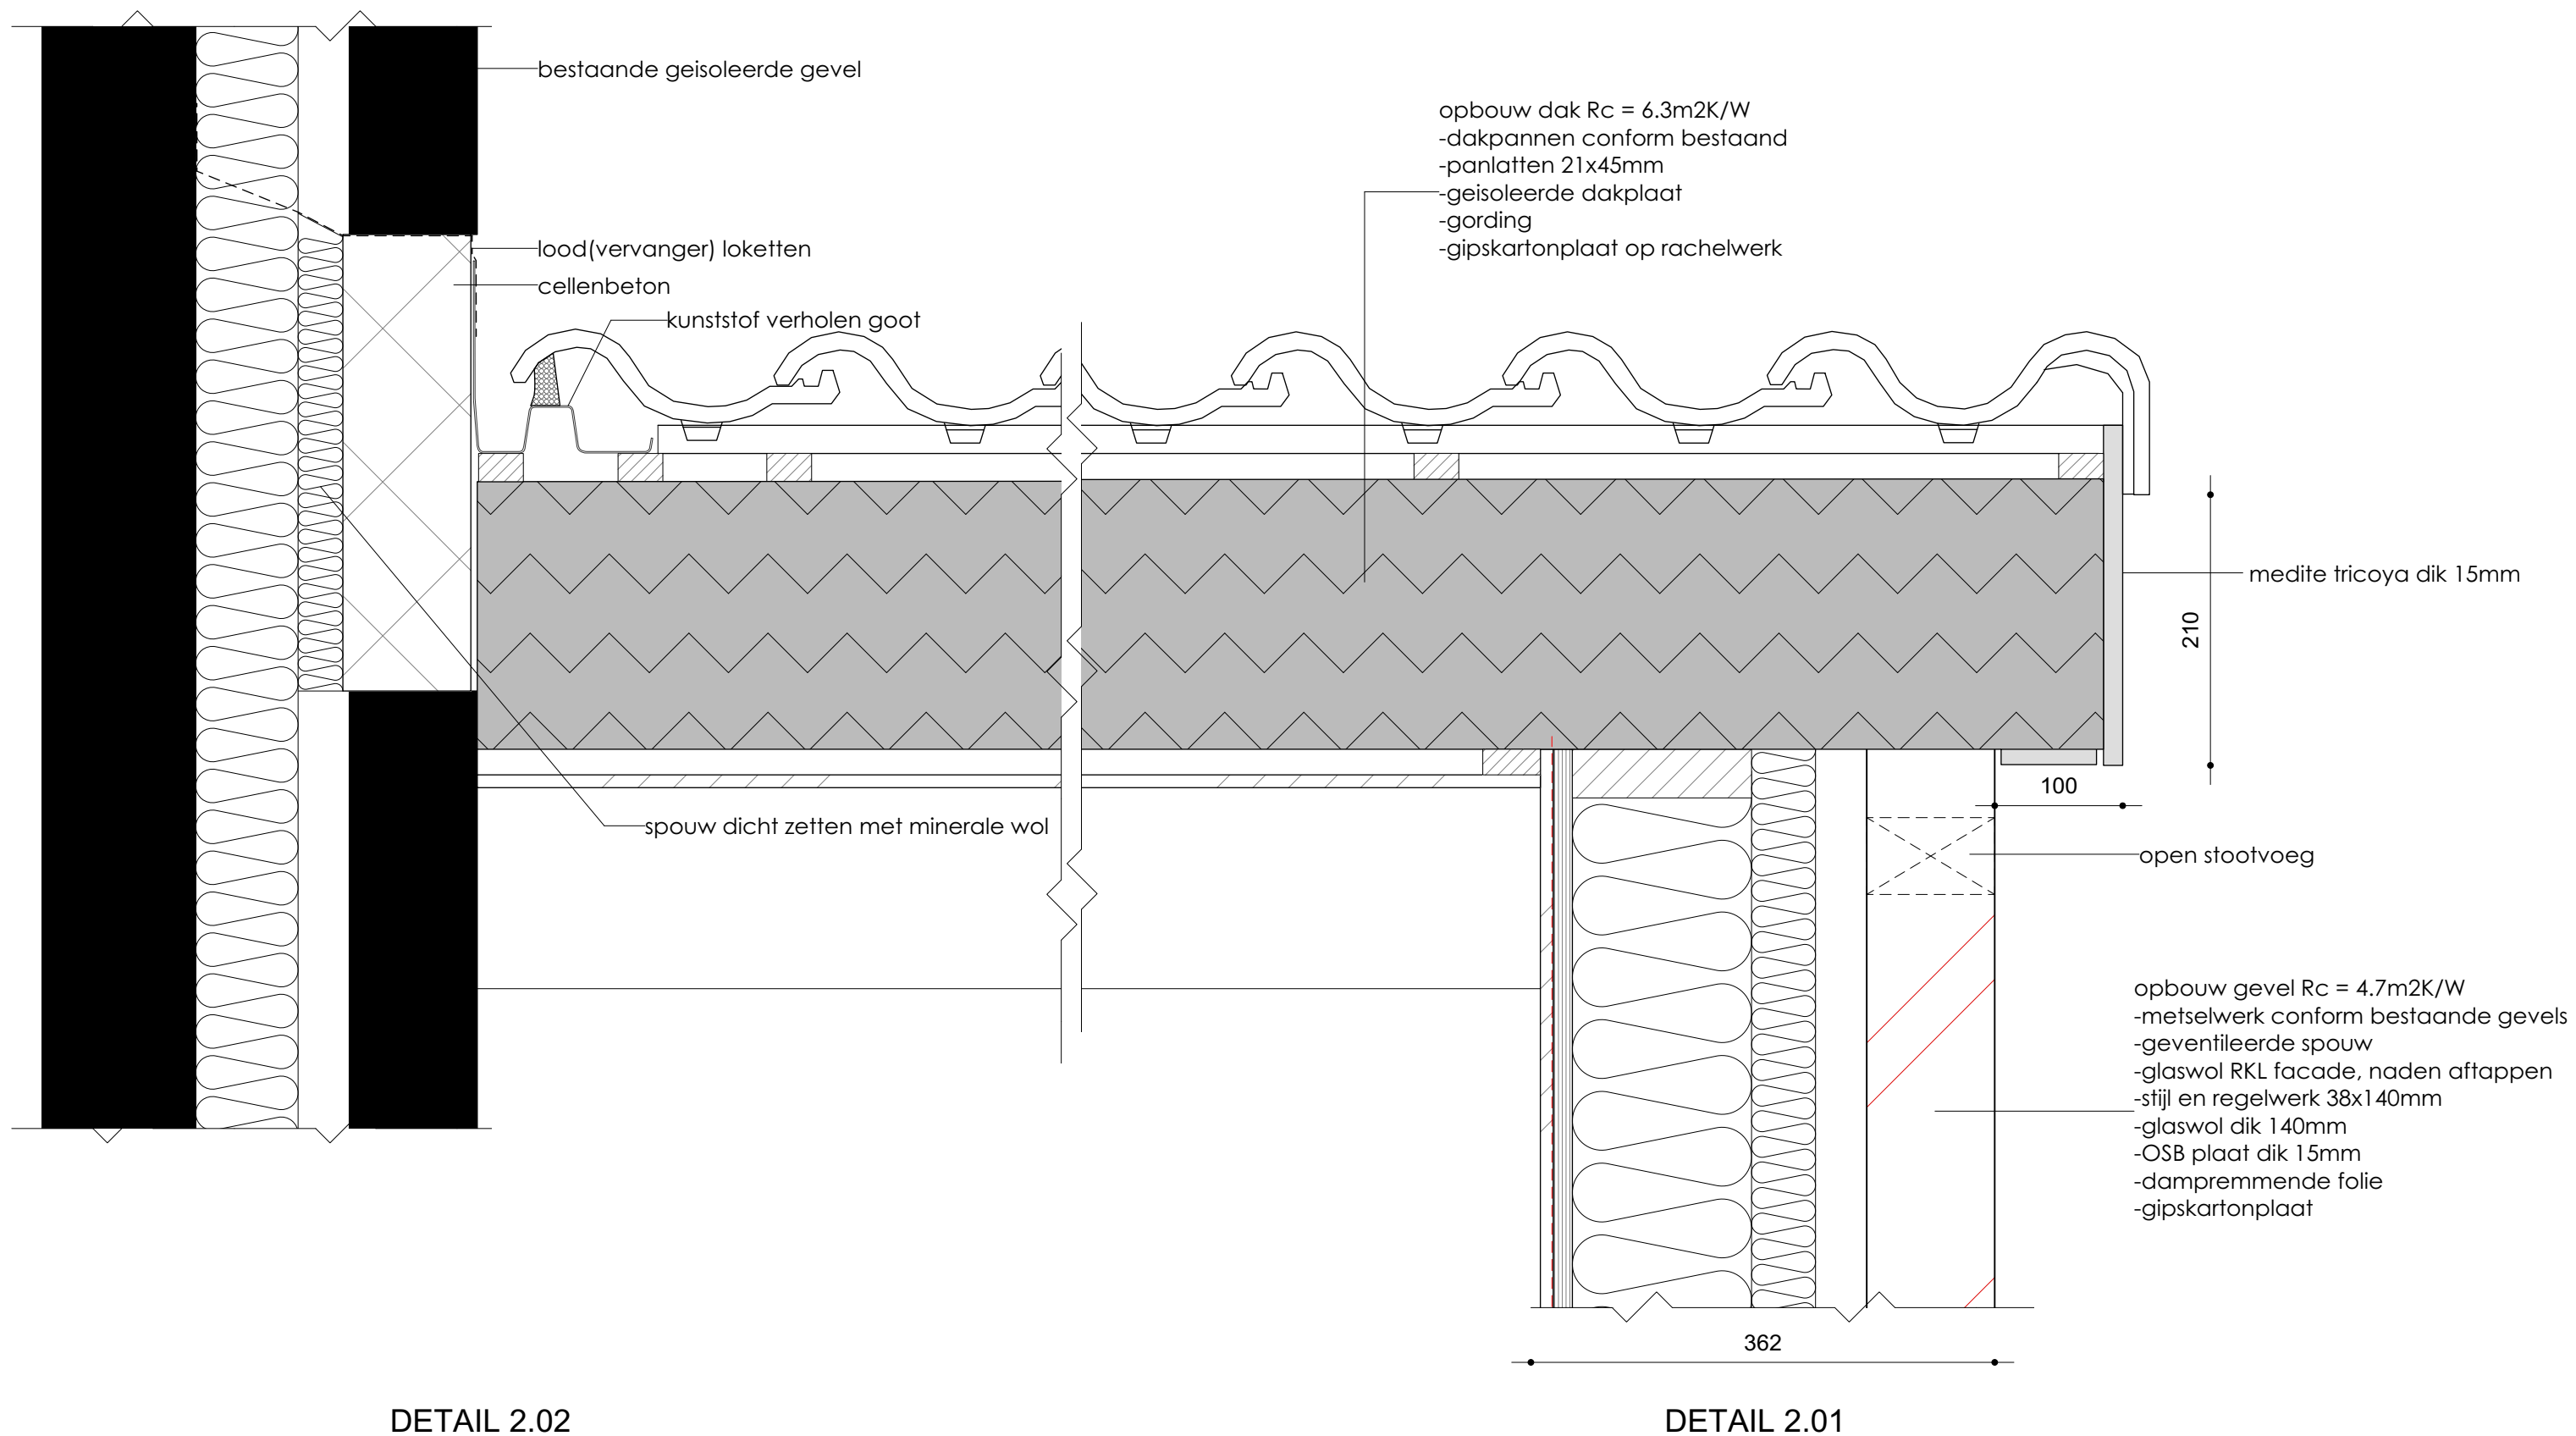 bestaande geisoleerde gevel
opbouw dak Rc = 6.3m2K/W
-dakpannen conform bestaand
-panlatten 21x45mm
-geisoleerde dakplaat
-gording
-gipskartonplaat op rachelwerk
lood(vervanger) loketten
cellenbeton
kunststof verholen goot
medite tricoya dik 15mm
210
100
spouw dicht zetten met minerale wol
open stootvoeg
opbouw gevel Rc = 4.7m2K/W
-metselwerk conform bestaande gevels
-geventileerde spouw
-glaswol RKL facade, naden aftappen
-stijl en regelwerk 38x140mm
-glaswol dik 140mm
-OSB plaat dik 15mm
-dampremmende folie
-gipskartonplaat
362
DETAIL 2.02
DETAIL 2.01